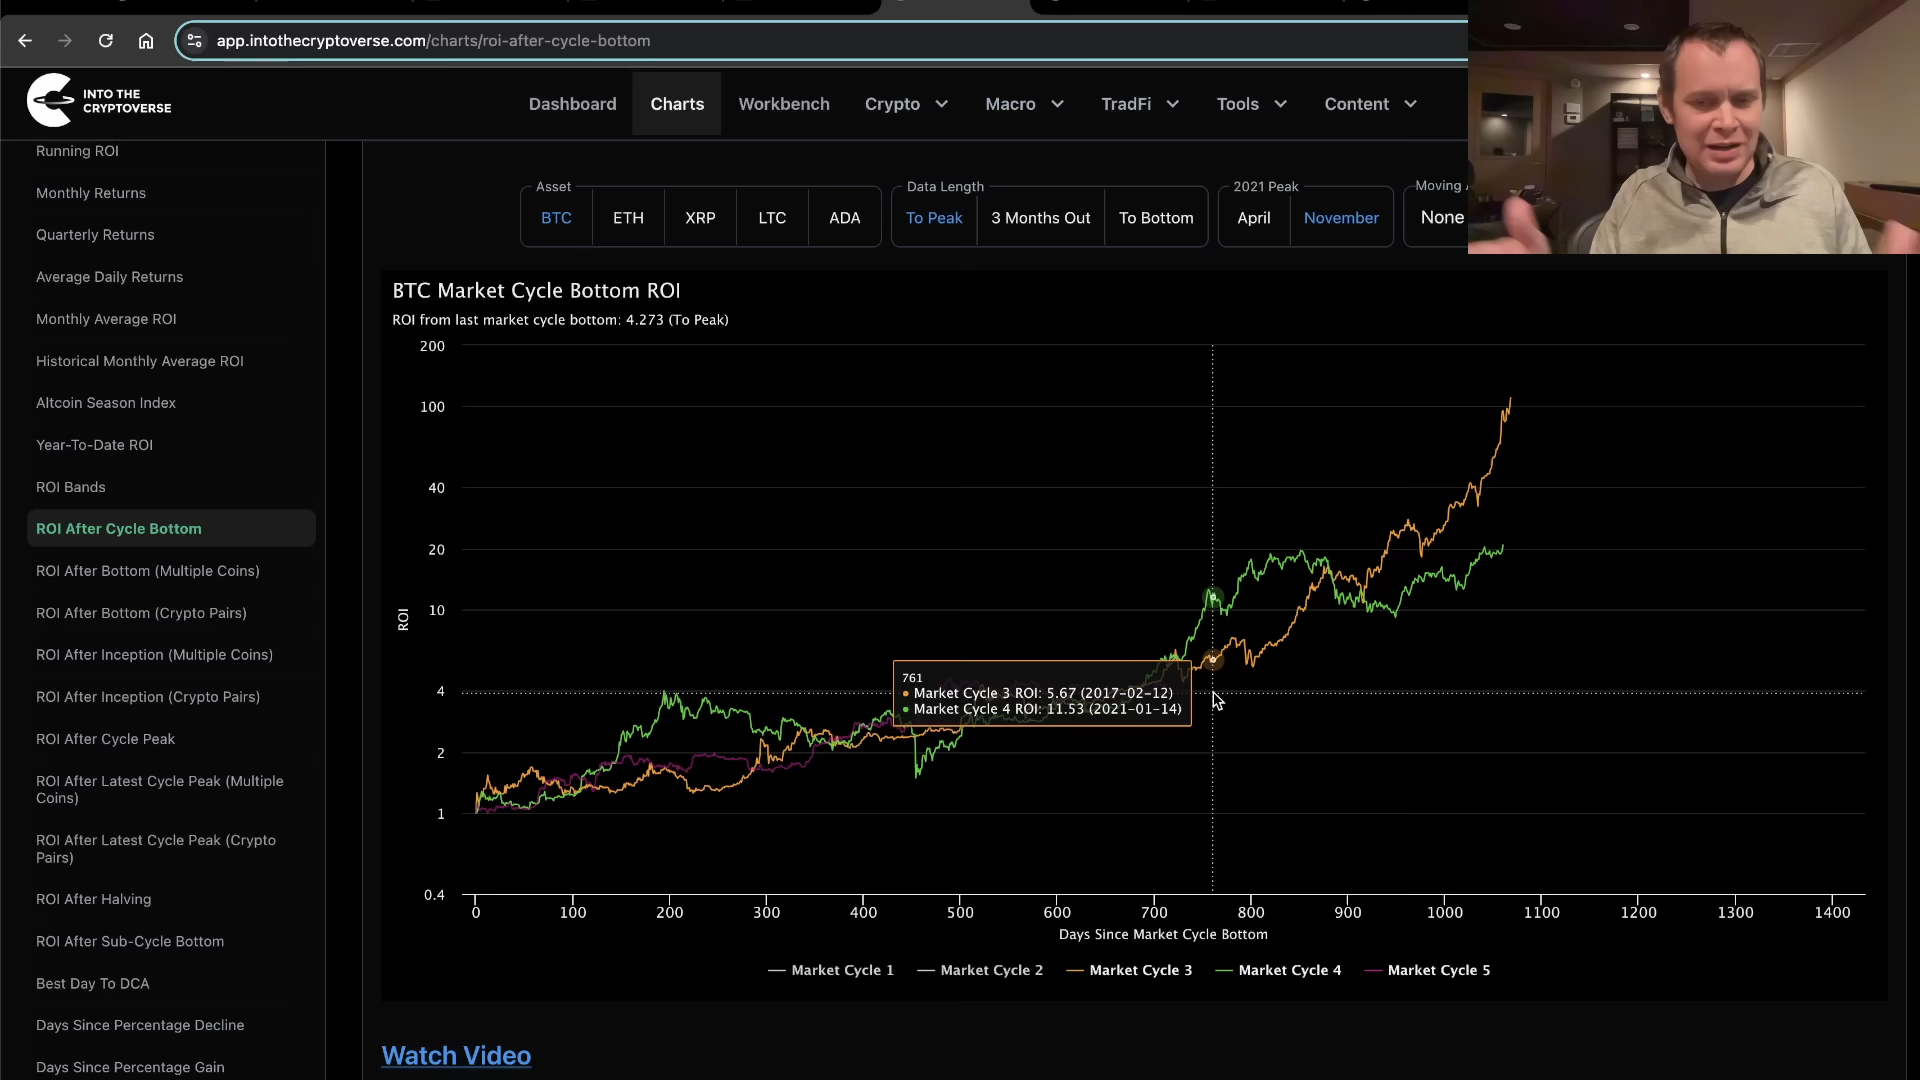 app.intothecryptoverse.com/charts/roi-after-cycle-bottom
INTO THE
CRYPTOVERSE
Dashboard
Charts
Workbench
Crypto
Macro
TradFi
Tools
Content
Running ROI
Monthly Returns
Quarterly Returns
Average Daily Returns
Monthly Average ROI
Historical Monthly Average ROI
Altcoin Season Index
Year-To-Date ROI
ROI Bands
ROI After Cycle Bottom
ROI After Bottom (Multiple Coins)
ROI After Bottom (Crypto Pairs)
ROI After Inception (Multiple Coins)
ROI After Inception (Crypto Pairs)
ROI After Cycle Peak
ROI After Latest Cycle Peak (Multiple
Coins)
ROI After Latest Cycle Peak (Crypto
Pairs)
ROI After Halving
ROI After Sub-Cycle Bottom
Best Day To DCA
Days Since Percentage Decline
Days Since Percentage Gain
Asset
BTC
ETH
XRP
LTC
ADA
Data Length
To Peak
3 Months Out
To Bottom
2021 Peak
April
November
Moving
None
BTC Market Cycle Bottom ROI
ROI from last market cycle bottom: 4.273 (To Peak)
200
100
40
20
10
4
2
1
0.4
ROI
761
Market Cycle 3 ROI: 5.67 (2017-02-12)
Market Cycle 4 ROI: 11.53 (2021-01-14)
0 100 200 300 400 500 600 700 800 900 1000 1100 1200 1300 1400
Days Since Market Cycle Bottom
Market Cycle 1 Market Cycle 2 Market Cycle 3 Market Cycle 4 Market Cycle 5
Watch Video